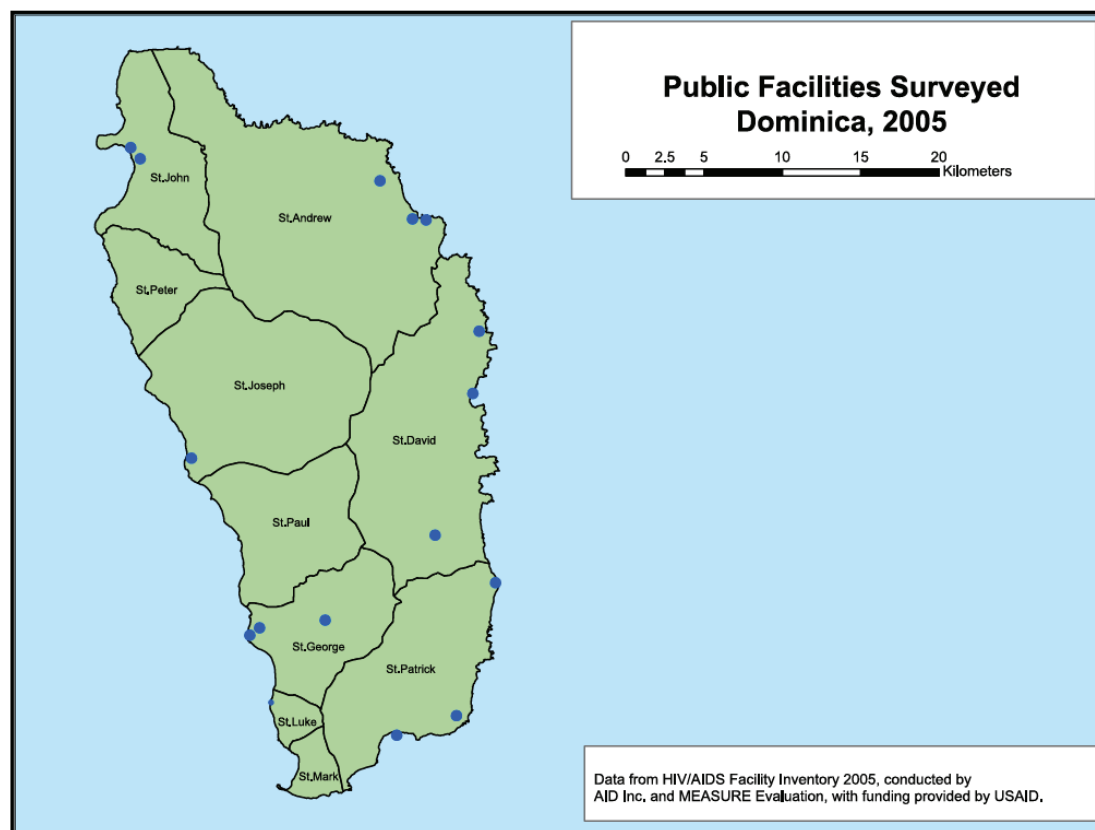 Public Facilities Surveyed
Dominica, 2005
0 2.5 5 10 15 20
Kilometers
St.John
St.Andrew
St.Peter
St.Joseph
St.David
St.Paul
St.George
St.Patrick
St.Luke
St.Mark
Data from HIV/AIDS Facility Inventory 2005, conducted by
AID Inc. and MEASURE Evaluation, with funding provided by USAID.